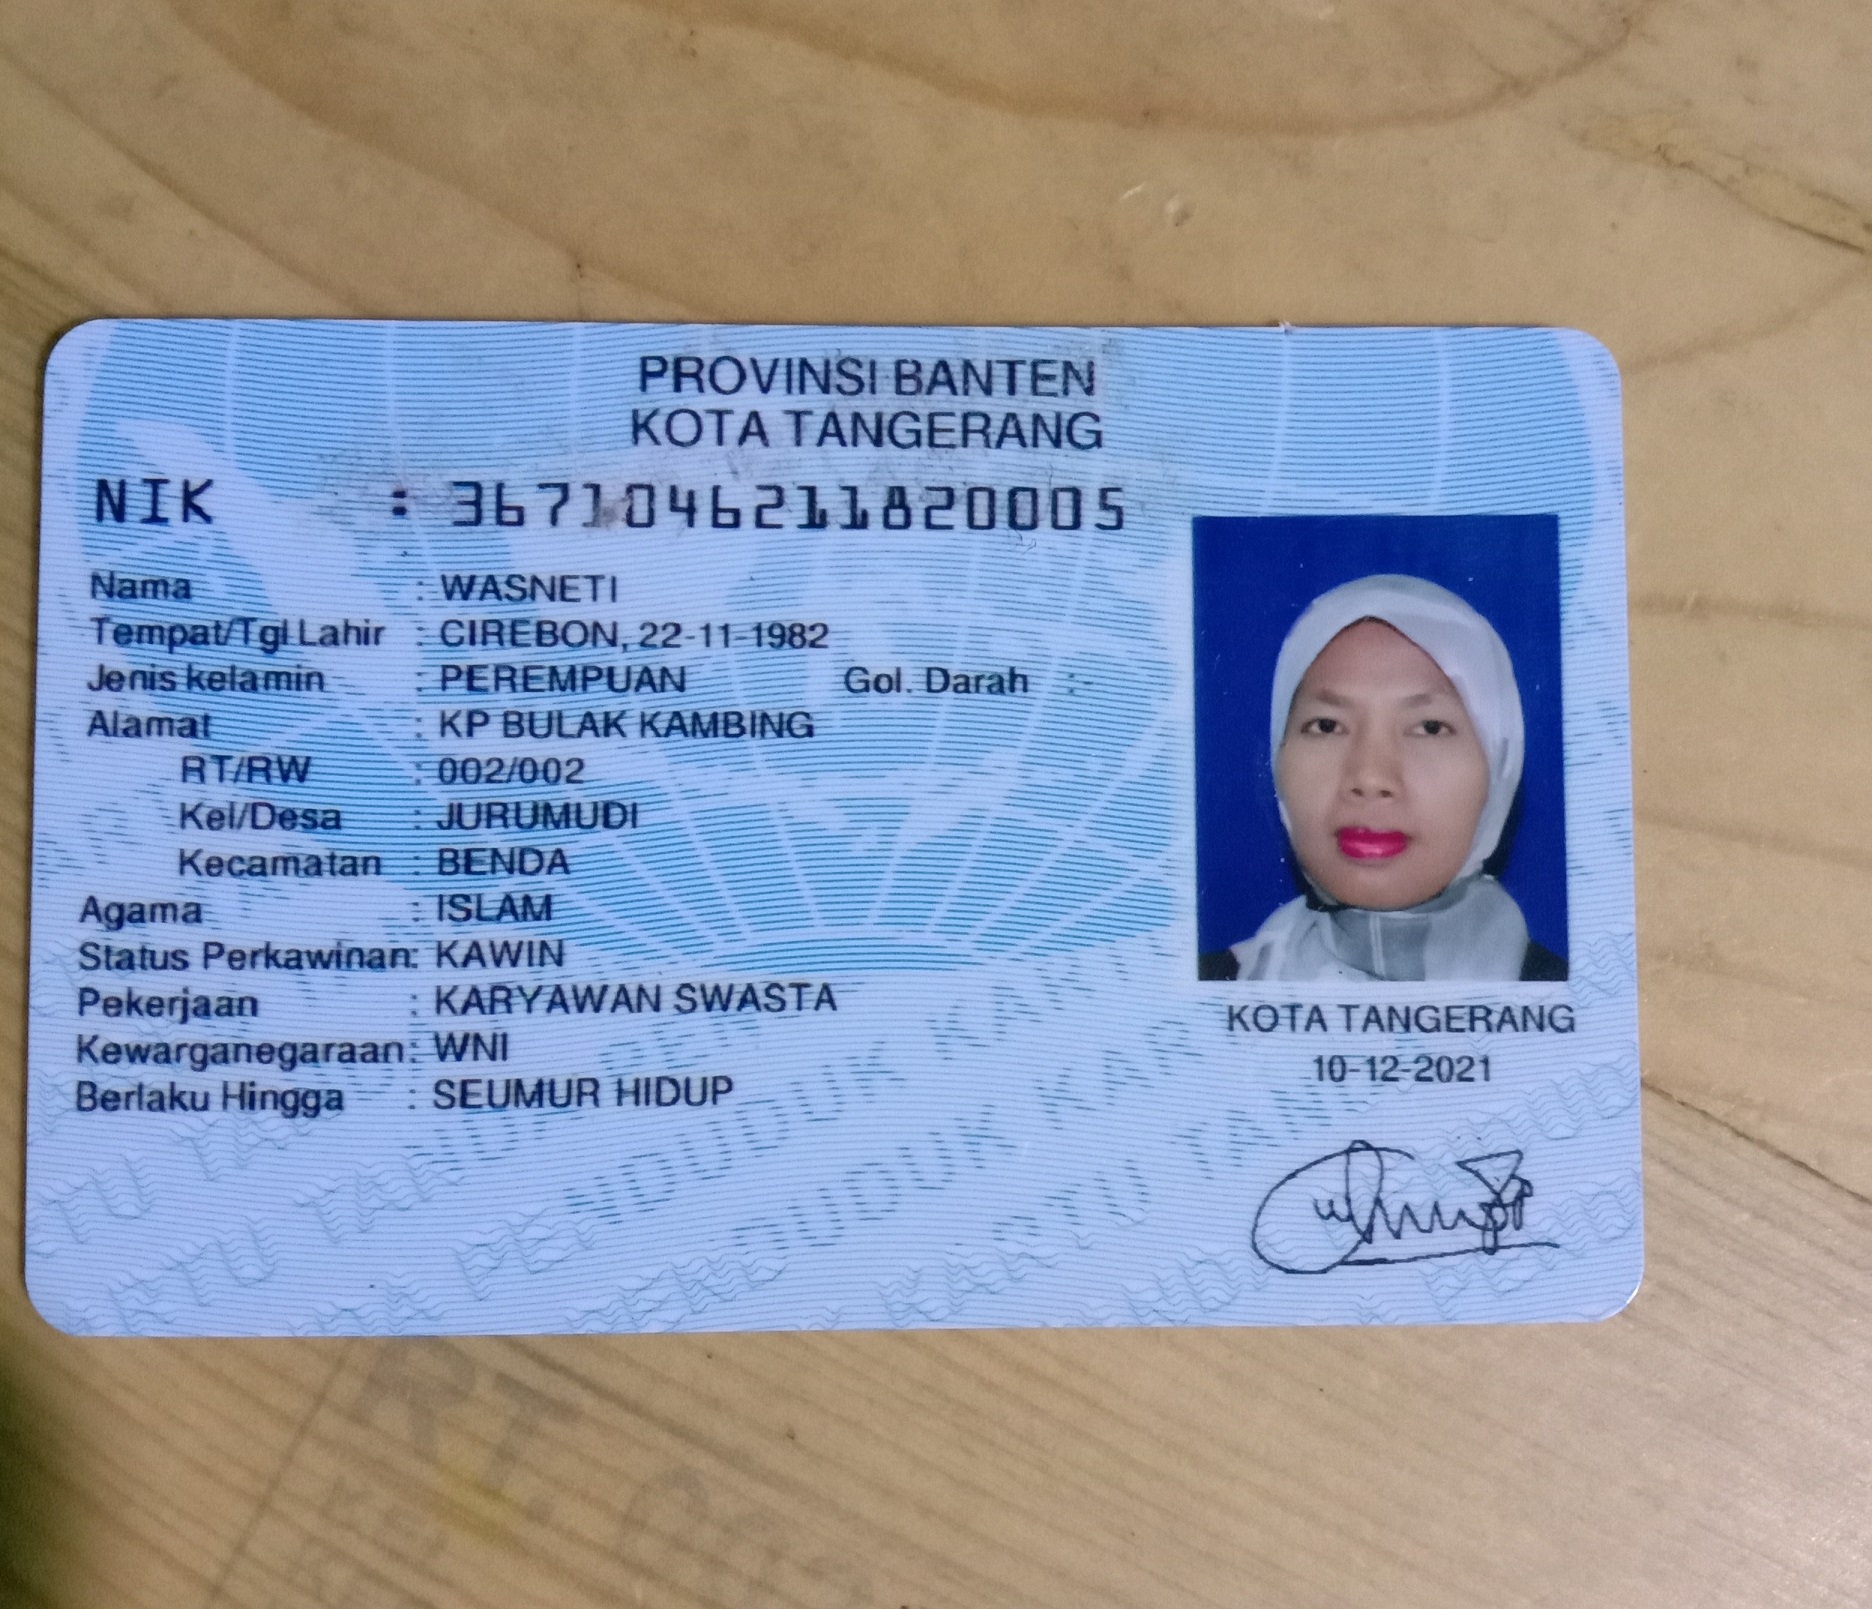 PROVINSI BANTEN
KOTA TANGERANG
NIK : 3671046211820005
Nama : WASNETI
Tempat/Tgl Lahir : CIREBON, 22-11-1982
Jenis kelamin : PEREMPUAN Gol. Darah :-
Alamat : KP BULAK KAMBING
RT/RW : 002/002
Kel/Desa : JURUMUDI
Kecamatan : BENDA
Agama : ISLAM
Status Perkawinan: KAWIN
Pekerjaan : KARYAWAN SWASTA
Kewarganegaraan: WNI
Berlaku Hingga : SEUMUR HIDUP
KOTA TANGERANG
10-12-2021